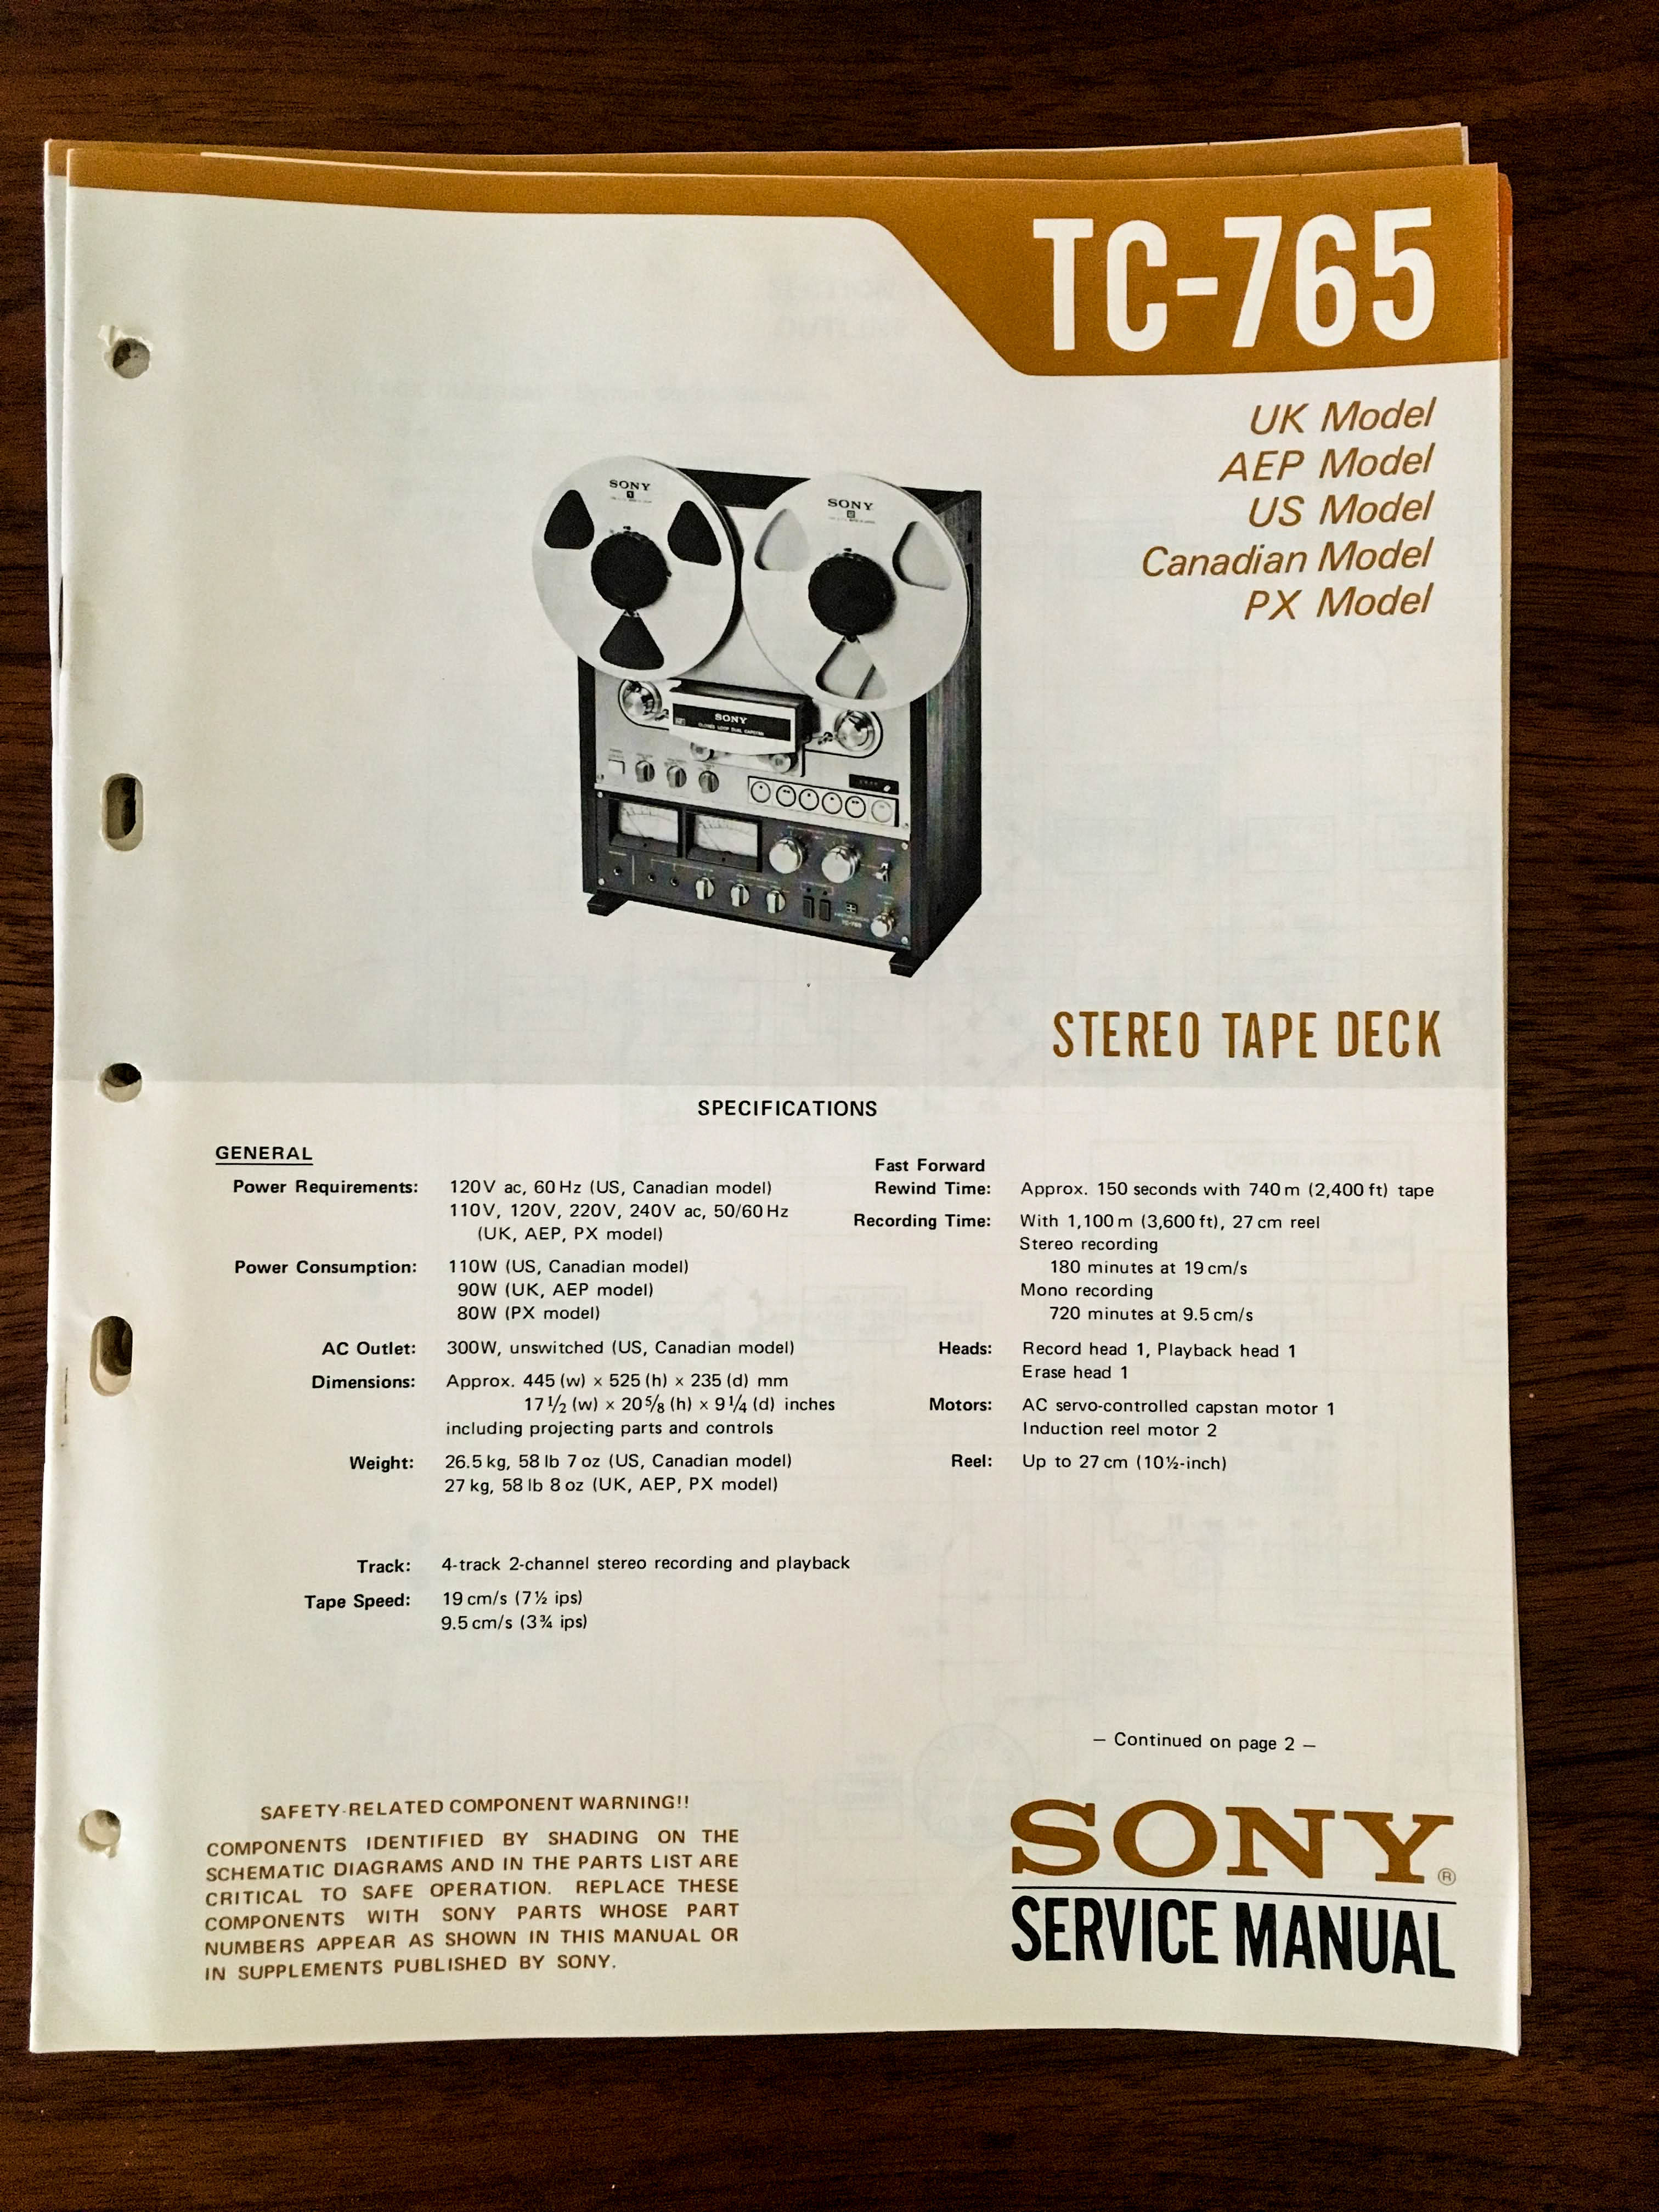 TC-765
UK Model
AEP Model
US Model
Canadian Model
PX Model
SONY
SONY
SONY
CLOSED LOOP DUAL CAPSTAN
STEREO TAPE DECK
SPECIFICATIONS
GENERAL
Power Requirements: 120V ac, 60Hz (US, Canadian model)
110V, 120V, 220V, 240V ac, 50/60Hz
(UK, AEP, PX model)
Power Consumption: 110W (US, Canadian model)
90W (UK, AEP model)
80W (PX model)
AC Outlet: 300W, unswitched (US, Canadian model)
Dimensions: Approx. 445 (w) × 525 (h) × 235 (d) mm
17 1/2 (w) × 20 5/8 (h) × 9 1/4 (d) inches
including projecting parts and controls
Weight: 26.5 kg, 58 lb 7 oz (US, Canadian model)
27 kg, 58 lb 8 oz (UK, AEP, PX model)
Track: 4-track 2-channel stereo recording and playback
Tape Speed: 19 cm/s (7½ ips)
9.5 cm/s (3¾ ips)
Fast Forward
Rewind Time: Approx. 150 seconds with 740 m (2,400 ft) tape
Recording Time: With 1,100 m (3,600 ft), 27 cm reel
Stereo recording
180 minutes at 19 cm/s
Mono recording
720 minutes at 9.5 cm/s
Heads: Record head 1, Playback head 1
Erase head 1
Motors: AC servo-controlled capstan motor 1
Induction reel motor 2
Reel: Up to 27 cm (10½-inch)
— Continued on page 2 —
SAFETY-RELATED COMPONENT WARNING!!
COMPONENTS IDENTIFIED BY SHADING ON THE
SCHEMATIC DIAGRAMS AND IN THE PARTS LIST ARE
CRITICAL TO SAFE OPERATION. REPLACE THESE
COMPONENTS WITH SONY PARTS WHOSE PART
NUMBERS APPEAR AS SHOWN IN THIS MANUAL OR
IN SUPPLEMENTS PUBLISHED BY SONY.
SONY®
SERVICE MANUAL